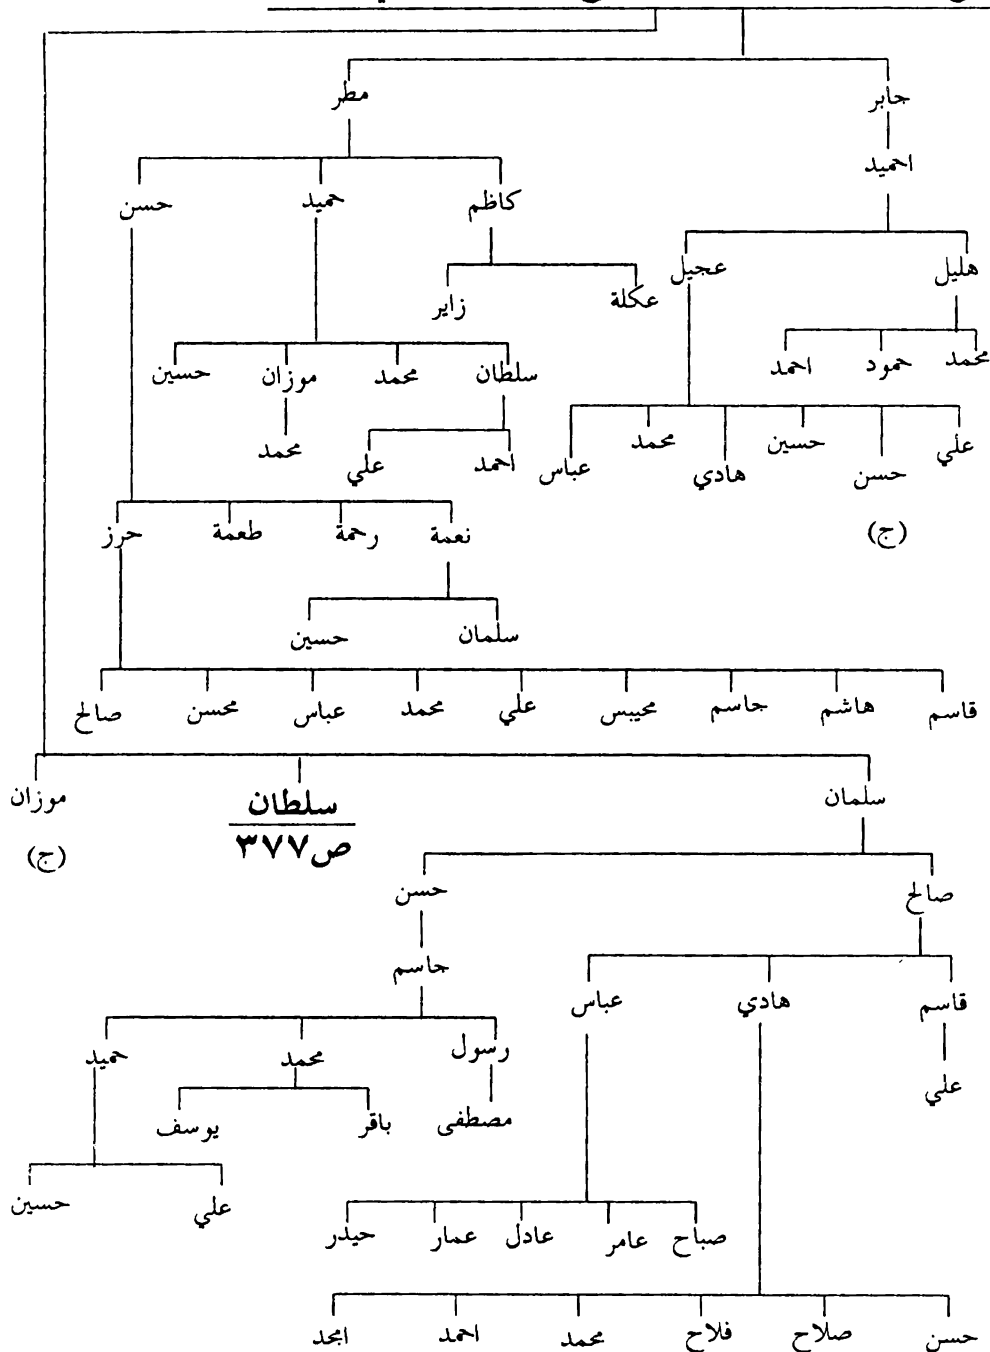 جابر مطر
احميد
كاظم حميد حسن
هليل عجيل
عكلة زاير
محمد حمود احمد
سلطان محمد موزان حسين
علي حسن حسين هادي محمد عباس
احمد علي محمد
(ج)
نعمة رحمة طعمة حرز
سلمان حسين
قاسم هاشم جاسم محيبس علي محمد عباس محسن صالح
سلمان سلطان موزان
ص٣٧٧ (ج)
صالح حسن
جاسم
قاسم هادي عباس
رسول محمد حميد
علي
مصطفى باقر يوسف
علي حسين
صباح عامر عادل عمار حيدر
حسن صلاح فلاح محمد احمد امجد